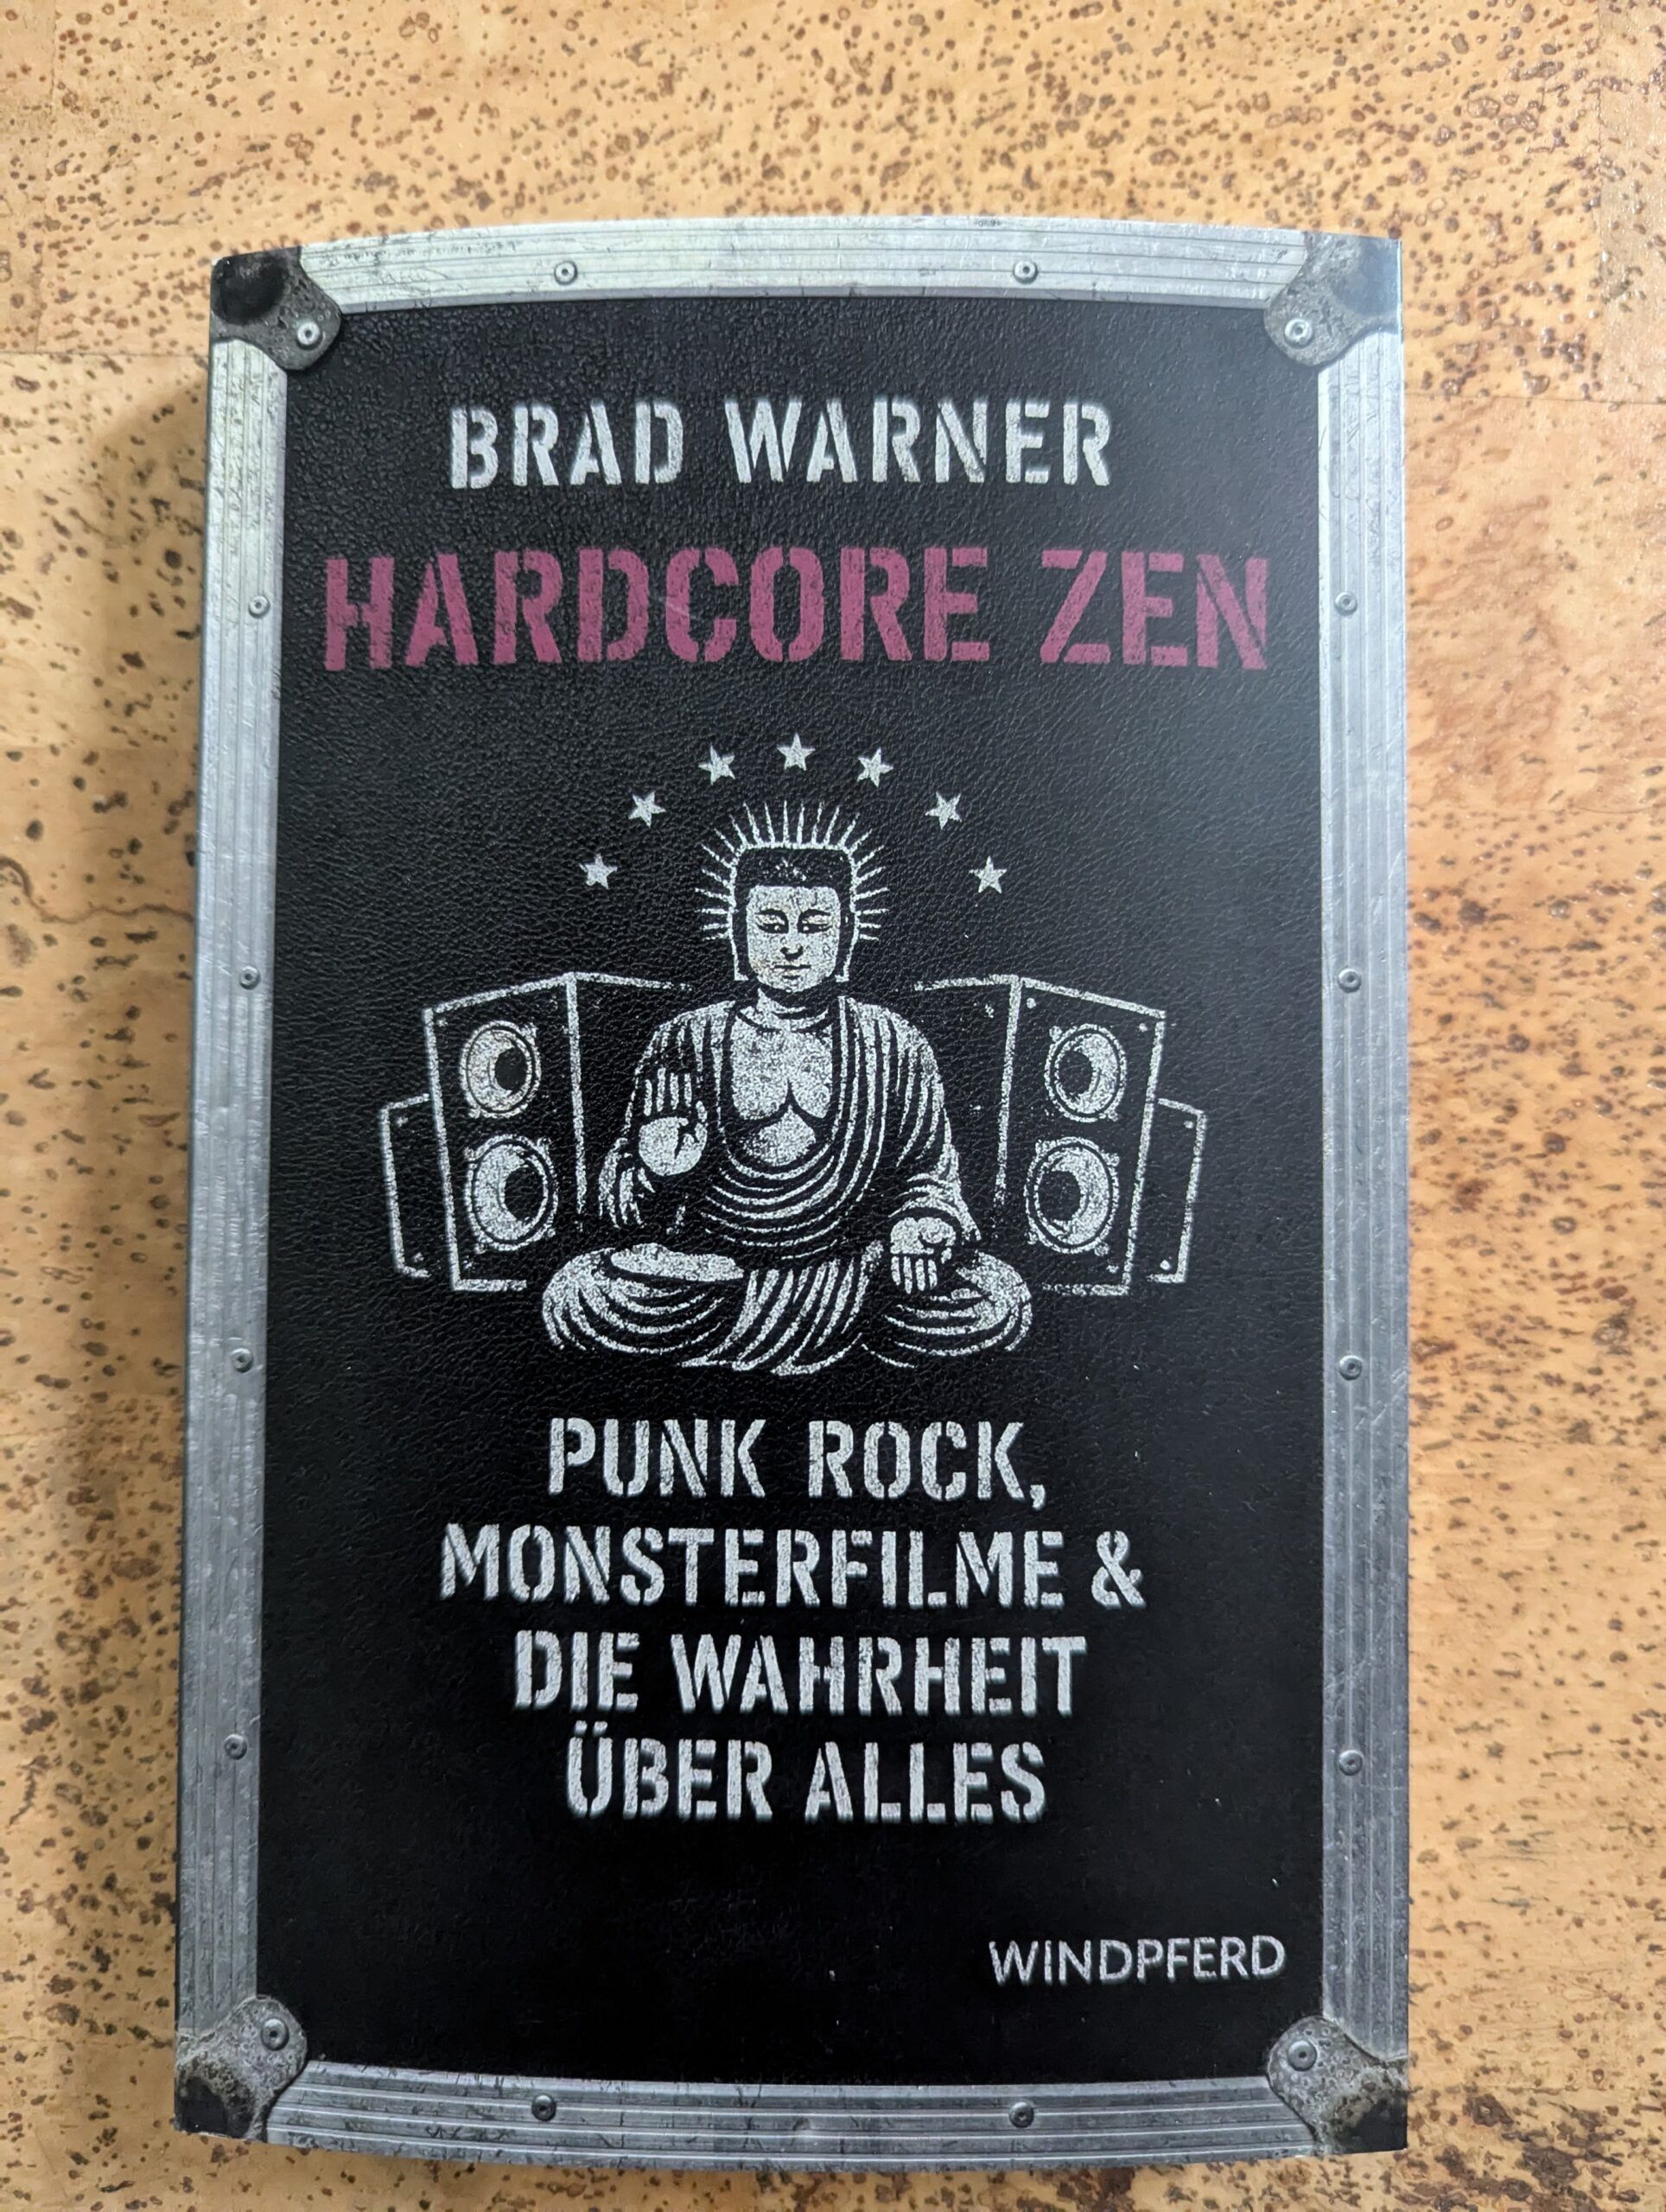 BRAD WARNER
HARDCORE ZEN
PUNK ROCK,
MONSTERFILME &
DIE WAHRHEIT
ÜBER ALLES
WINDPFERD